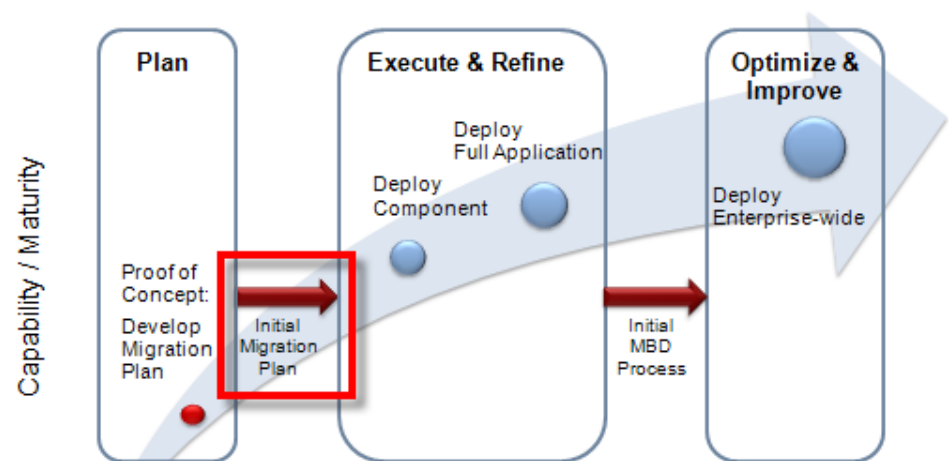 Plan
Execute & Refine
Optimize &
Improve
Capability / Maturity
Proof of
Concept:
Develop
Migration
Plan
Initial
Migration
Plan
Deploy
Component
Deploy
Full Application
Initial
MBD
Process
Deploy
Enterprise-wide